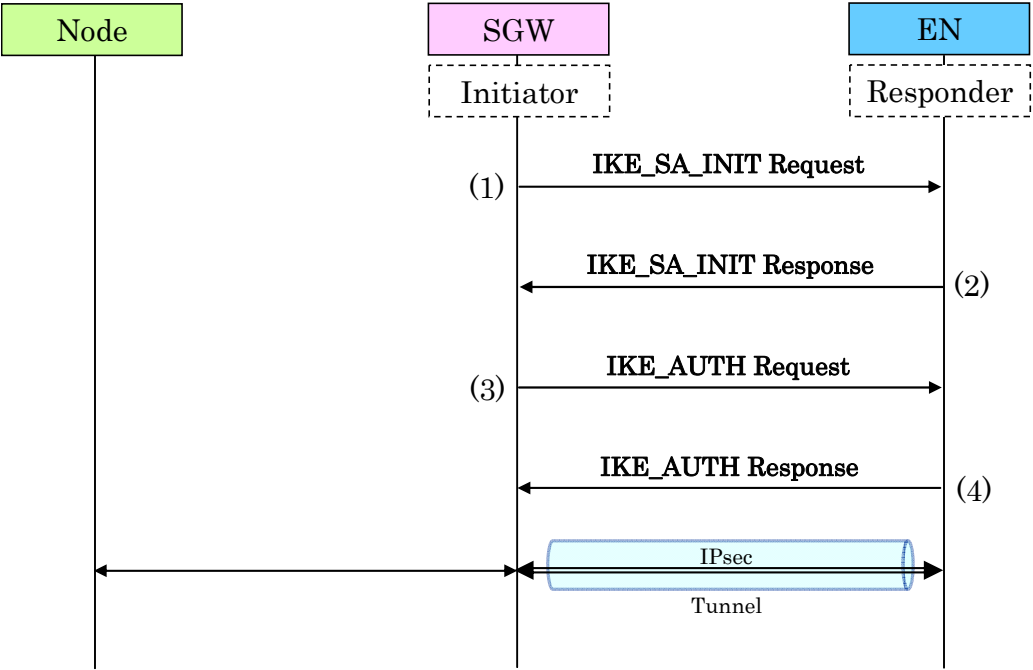 Node
SGW
EN
Initiator
Responder
IKE_SA_INIT Request
(1)
IKE_SA_INIT Response
(2)
IKE_AUTH Request
(3)
IKE_AUTH Response
(4)
IPsec
Tunnel